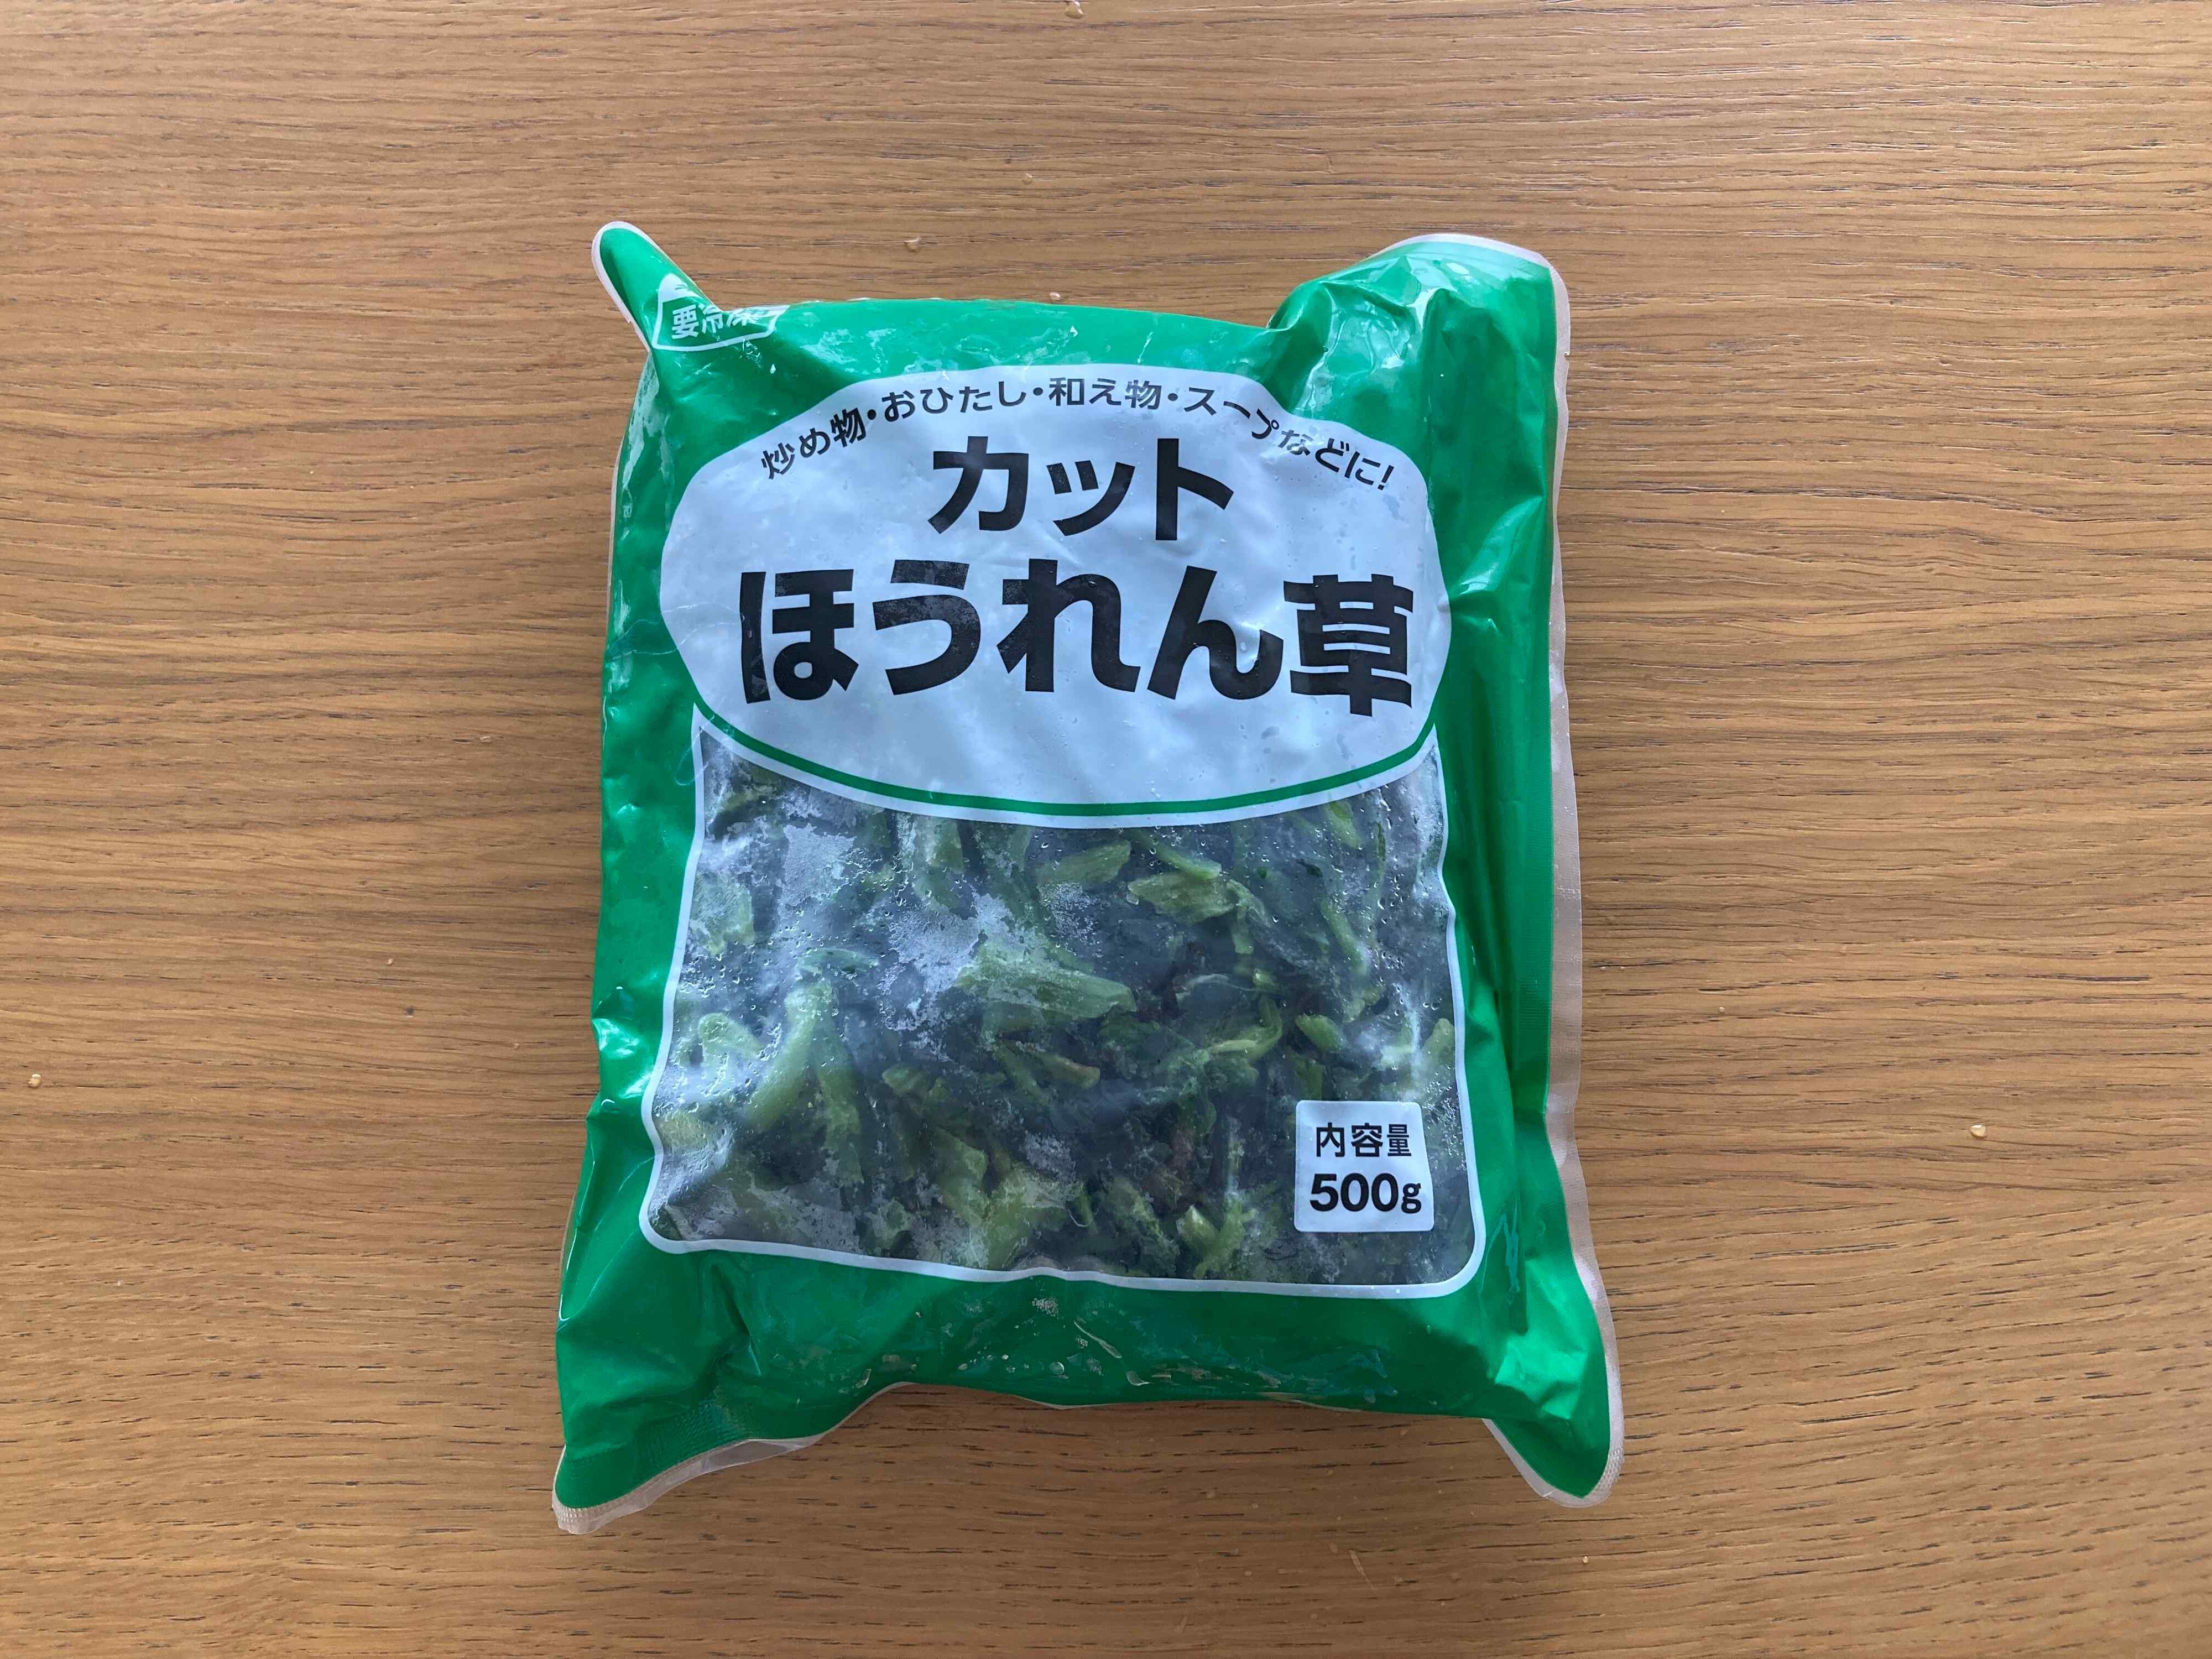 要冷凍
炒め物・おひたし・和え物・スープなどに!
カット
ほうれん草
内容量
500g